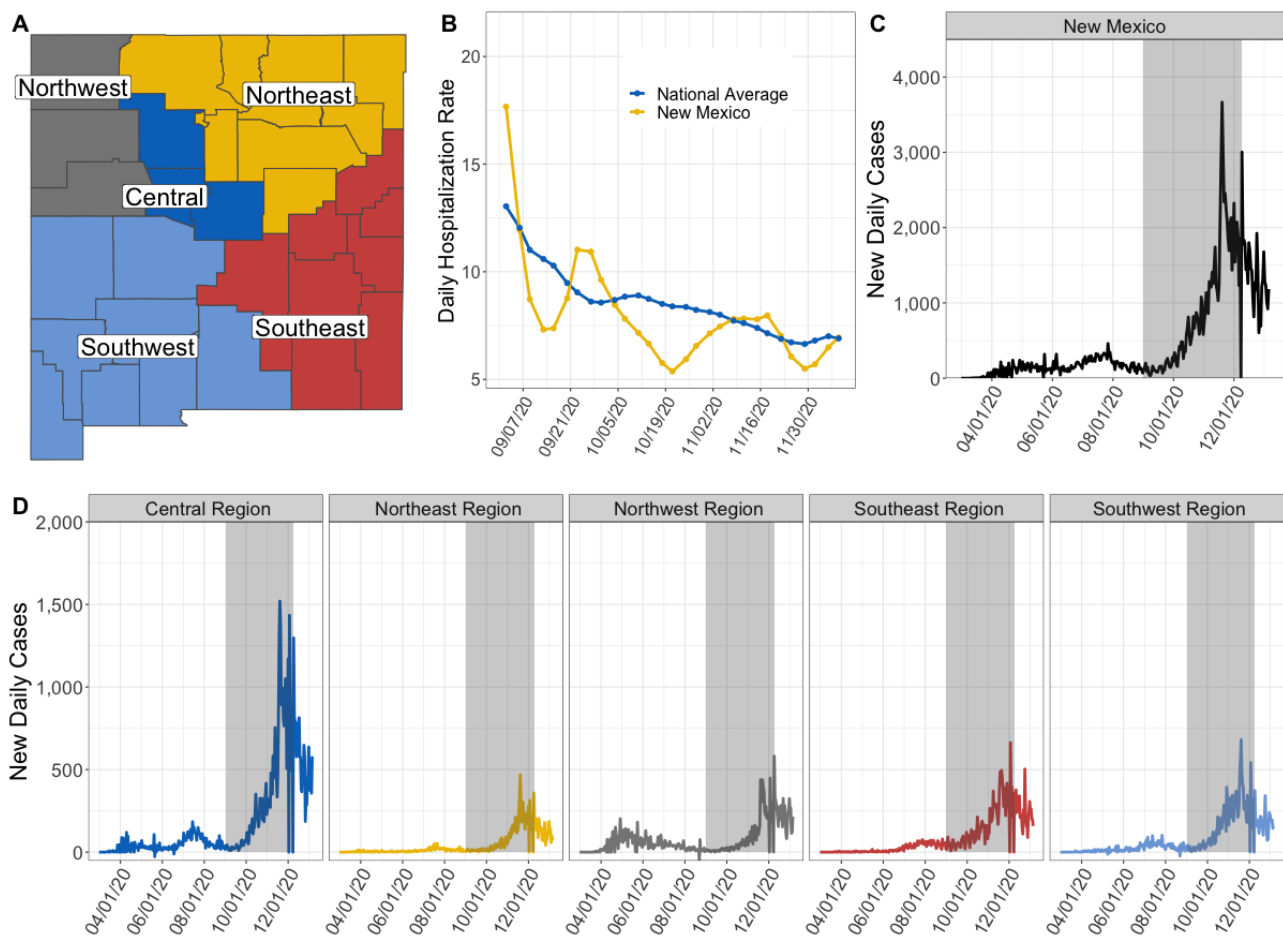 A
Northwest
Northeast
Central
Southeast
Southwest
B
Daily Hospitalization Rate
20
15
10
5
National Average
New Mexico
09/07/20
09/21/20
10/05/20
10/19/20
11/02/20
11/16/20
11/30/20
C
New Mexico
New Daily Cases
4,000
3,000
2,000
1,000
0
04/01/20
06/01/20
08/01/20
10/01/20
12/01/20
D
Central Region
Northeast Region
Northwest Region
Southeast Region
Southwest Region
New Daily Cases
2,000
1,500
1,000
500
0
04/01/20
06/01/20
08/01/20
10/01/20
12/01/20
04/01/20
06/01/20
08/01/20
10/01/20
12/01/20
04/01/20
06/01/20
08/01/20
10/01/20
12/01/20
04/01/20
06/01/20
08/01/20
10/01/20
12/01/20
04/01/20
06/01/20
08/01/20
10/01/20
12/01/20